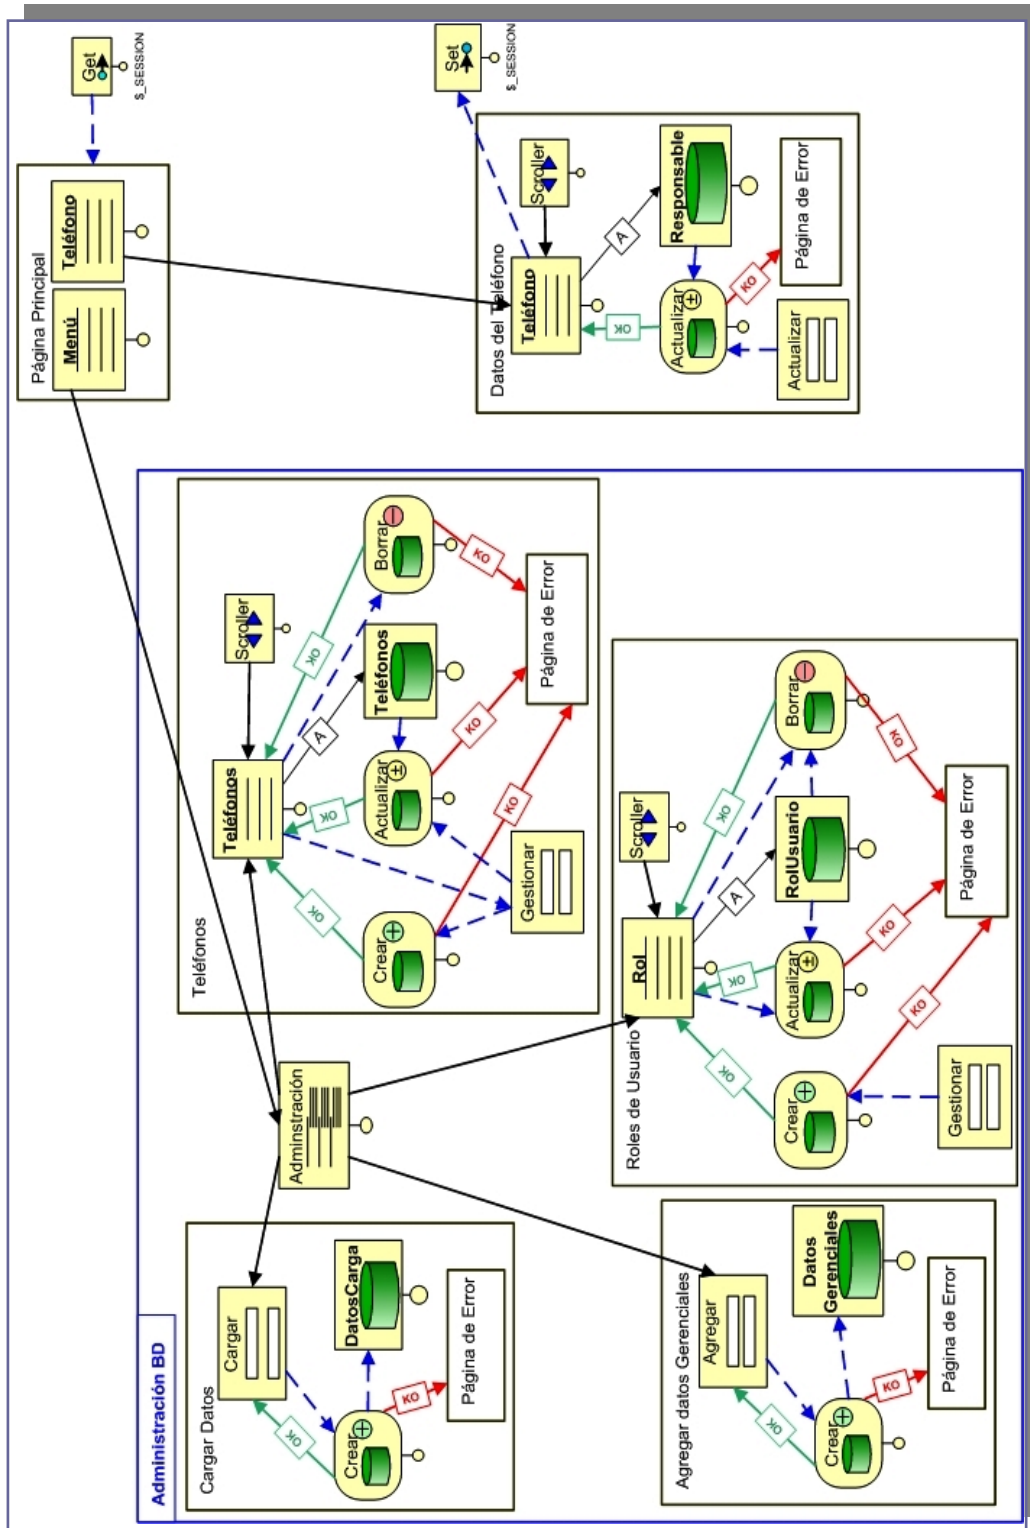 Administración BD
Cargar Datos
Cargar
OK
Crear
DatosCarga
KO
Página de Error
Adminstración
Teléfonos
Teléfonos
Scroller
OK
OK
A
OK
Crear
Actualizar
Teléfonos
Borrar
Gestionar
KO
KO
KO
Página de Error
Página Principal
Menú
Teléfono
Get
$_SESSION
Datos del Teléfono
Teléfono
Scroller
Set
$_SESSION
OK
A
Actualizar
Responsable
KO
Actualizar
Página de Error
Agregar datos Gerenciales
Agregar
OK
Crear
Datos
Gerenciales
KO
Página de Error
Roles de Usuario
Rol
Scroller
OK
OK
A
OK
Crear
Actualizar
RolUsuario
Borrar
KO
KO
KO
Gestionar
Página de Error